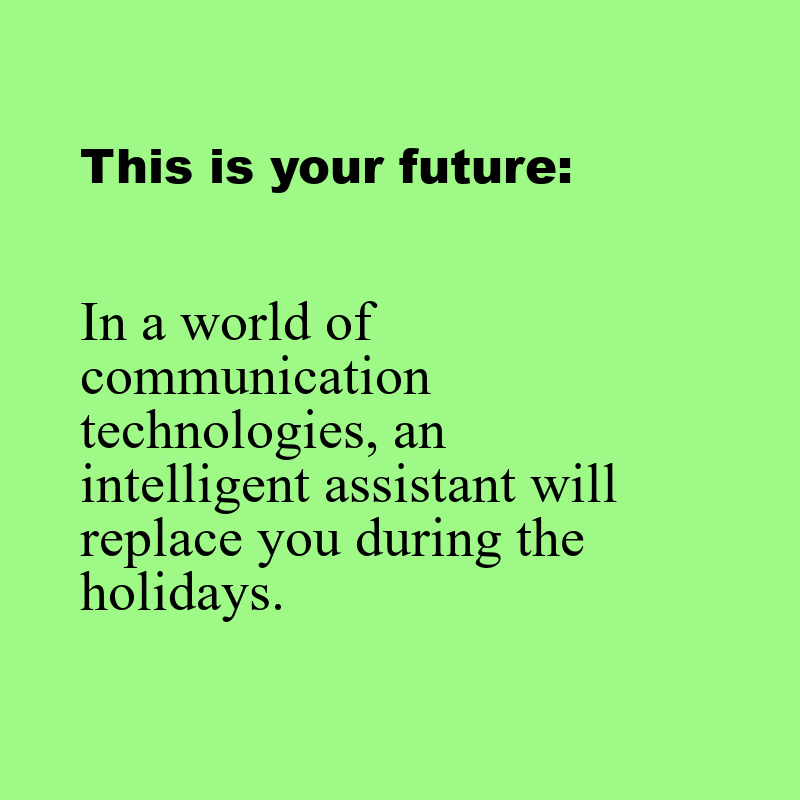 This is your future:
In a world of
communication
technologies, an
intelligent assistant will
replace you during the
holidays.